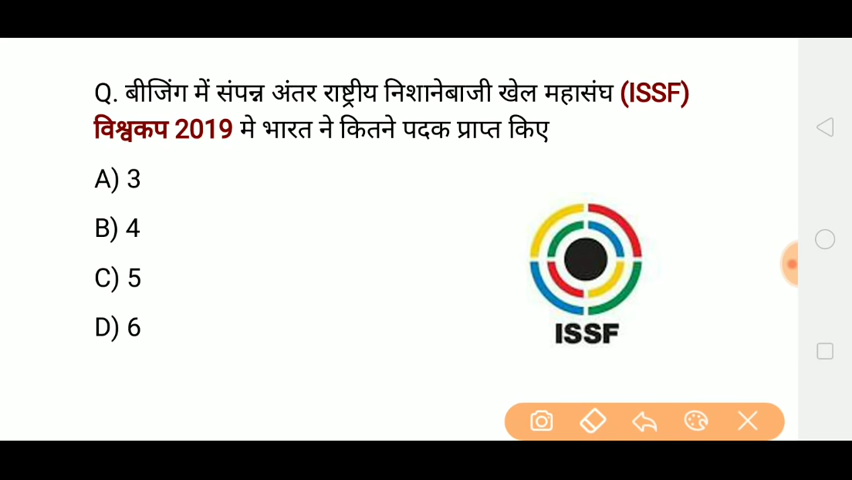 Q. बीजिंग में संपन्न अंतर राष्ट्रीय निशानेबाजी खेल महासंघ (ISSF)
विश्वकप 2019 मे भारत ने कितने पदक प्राप्त किए
A) 3
B) 4
C) 5
D) 6
ISSF